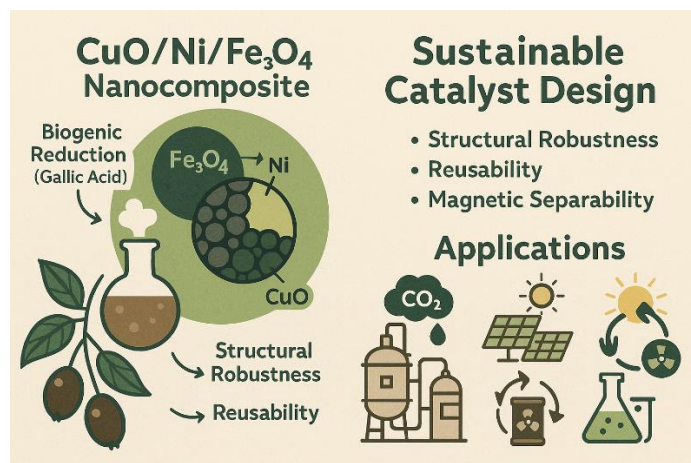 CuO/Ni/Fe₃O₄
Nanocomposite
Biogenic
Reduction
(Gallic Acid)
Fe₃O₄
Ni
CuO
Structural
Robustness
Reusability
Sustainable
Catalyst Design
• Structural Robustness
• Reusability
• Magnetic Separability
Applications
CO₂